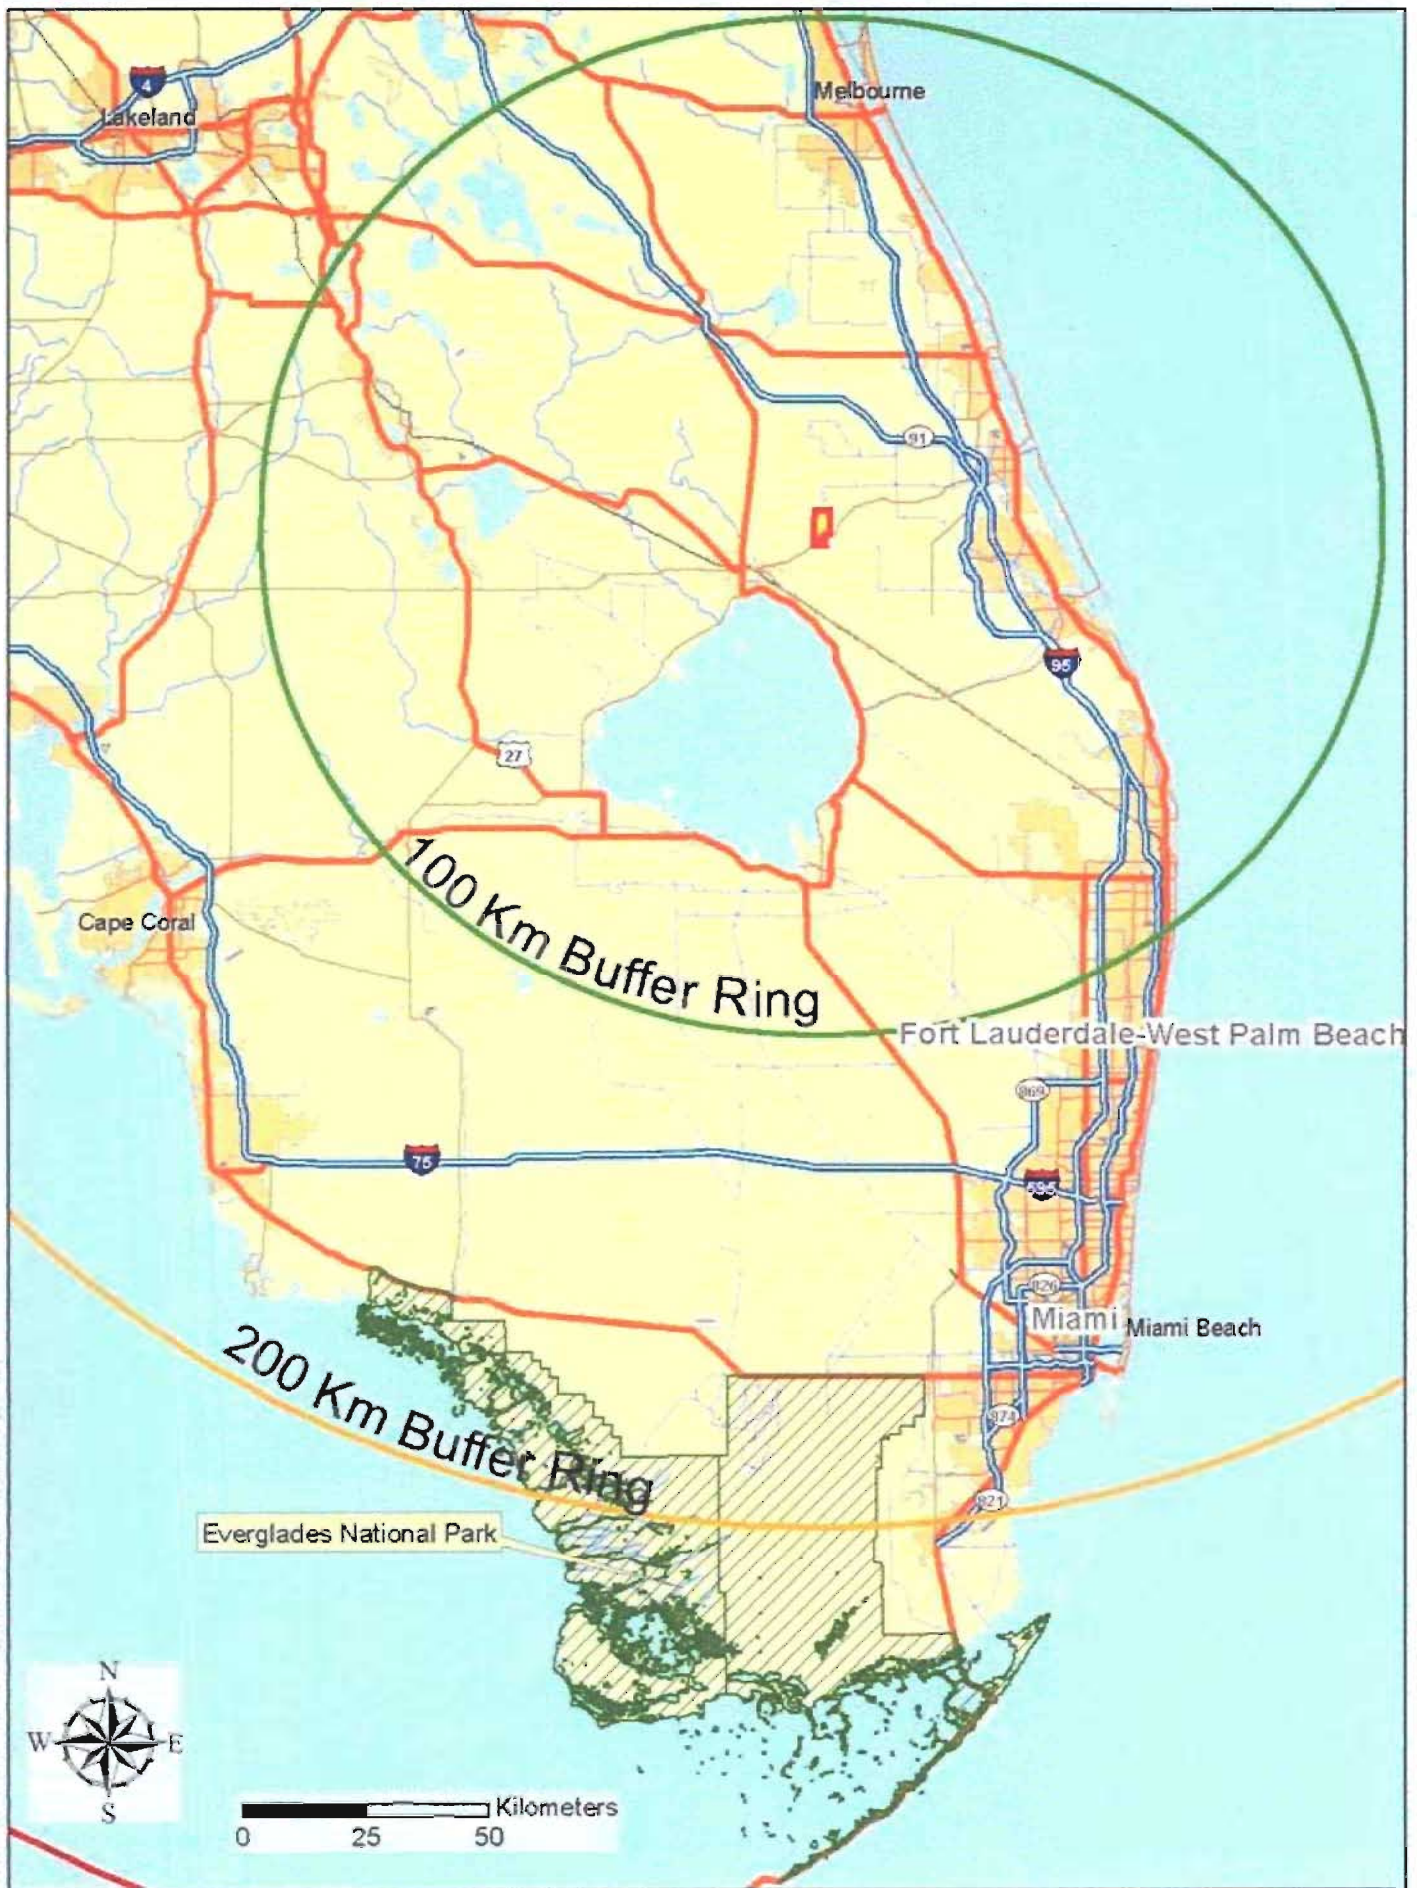 Melbourne
4
Lakeland
91
95
27
100 Km Buffer Ring
Cape Coral
Fort Lauderdale-West Palm Beach
869
75
595
826
Miami
Miami Beach
200 Km Buffer Ring
874
821
Everglades National Park
N
W E
S
Kilometers
0 25 50